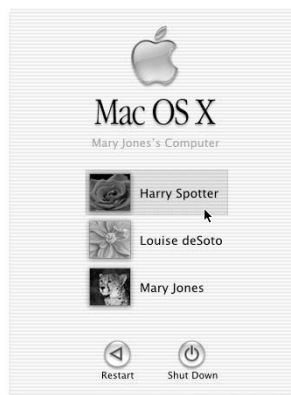 Mac OS X
Mary Jones's Computer
Harry Spotter
Louise deSoto
Mary Jones
Restart
Shut Down